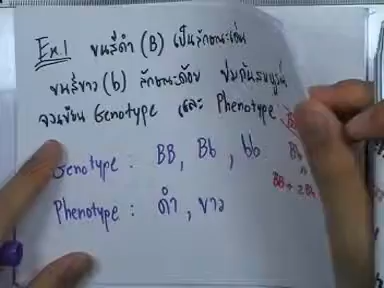 Ex.1 ขนสีดำ (B) เป็นลักษณะเด่น
ขนสีขาว (b) ลักษณะด้อย ข่มกันสมบูรณ์
จงเขียน Genotype และ Phenotype
Genotype : BB, Bb, bb
Phenotype : ดำ, ขาว